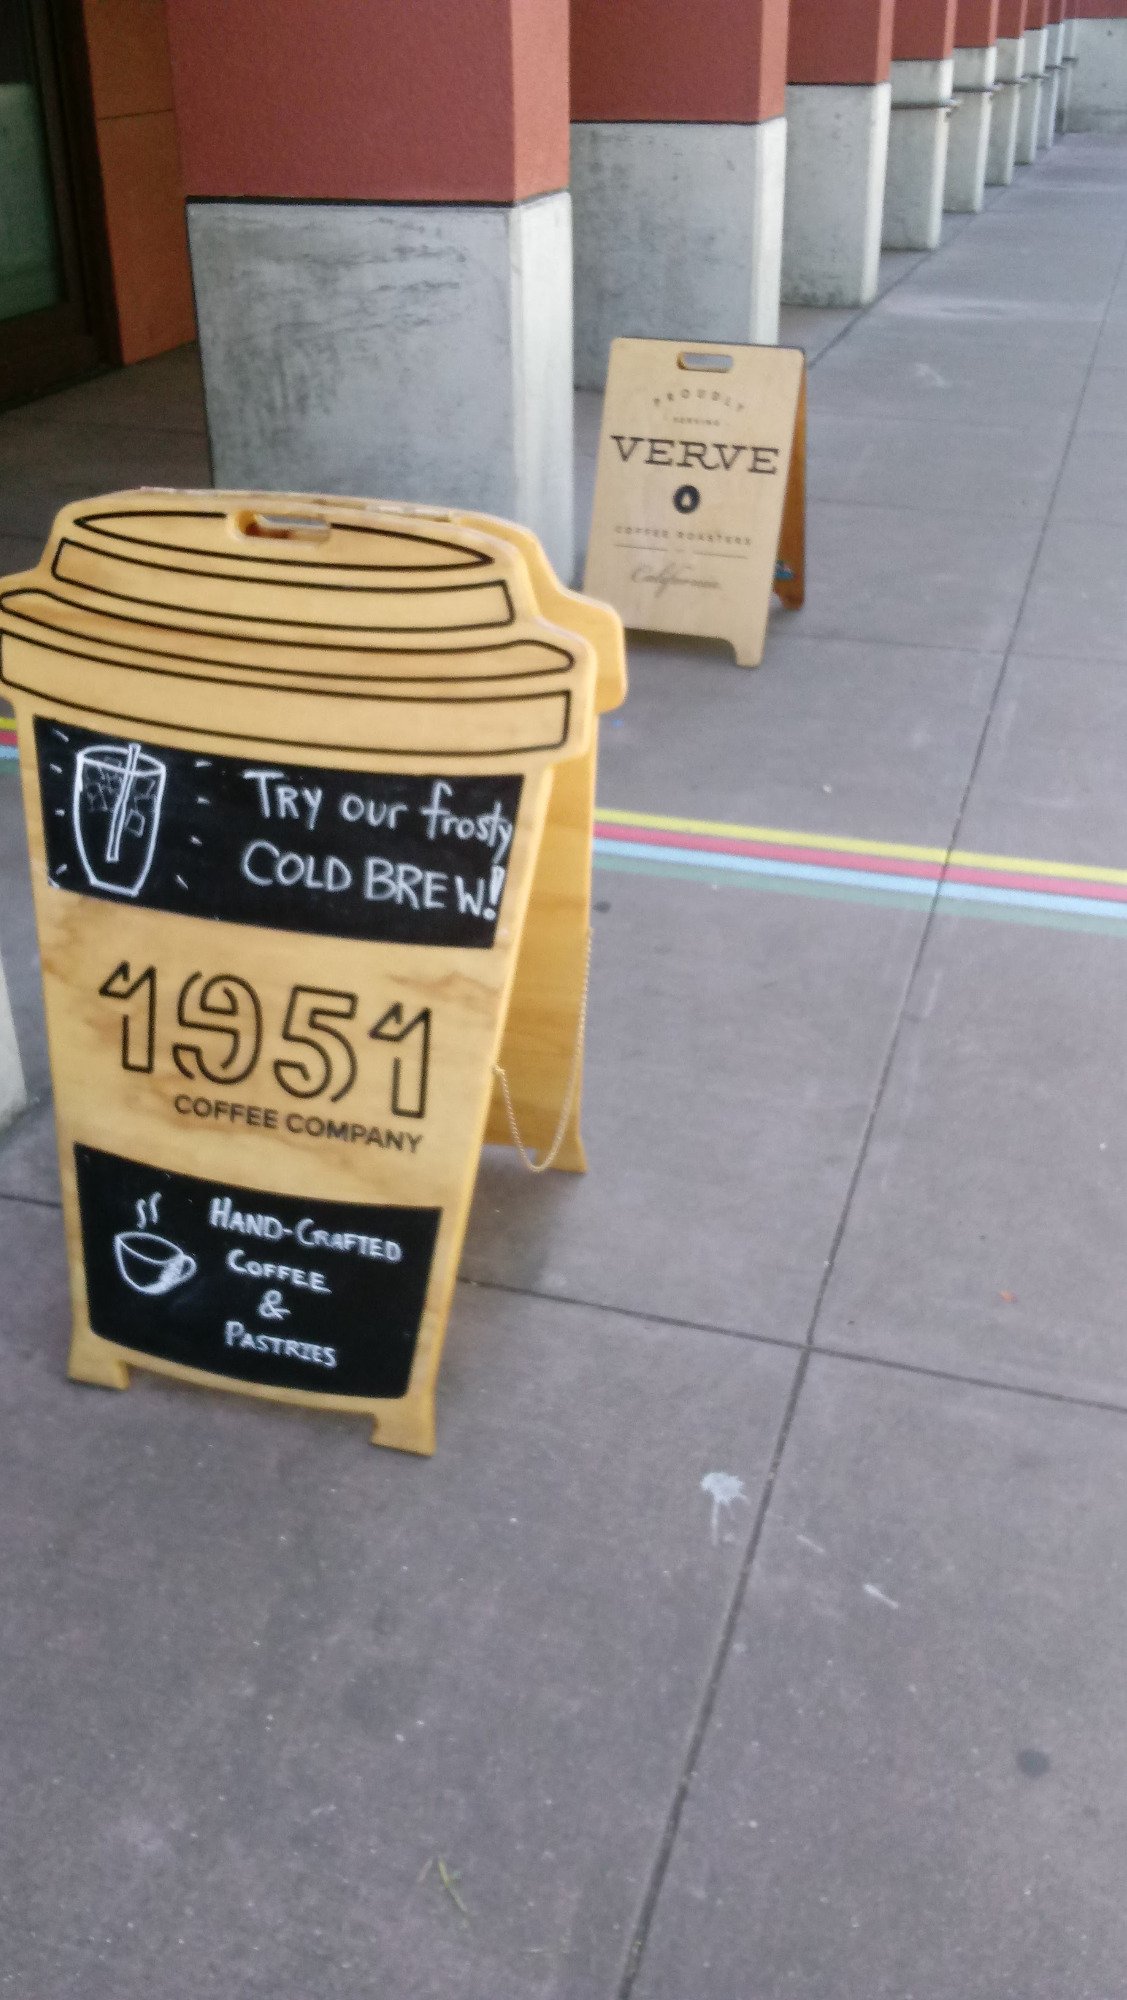 TRY our frosty
COLD BREW!
1951
COFFEE COMPANY
HAND-CRAFTED
COFFEE
&
PASTRIES
PROUDLY
SERVING
VERVE
COFFEE ROASTERS
California